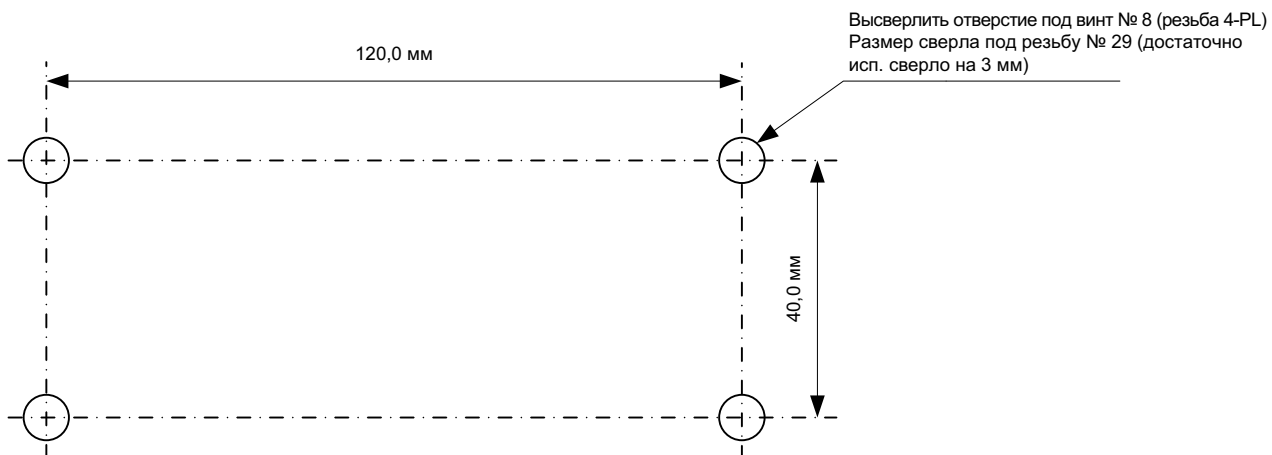 Высверлить отверстие под винт № 8 (резьба 4-PL)
Размер сверла под резьбу № 29 (достаточно
исп. сверло на 3 мм)
120,0 мм
40,0 мм